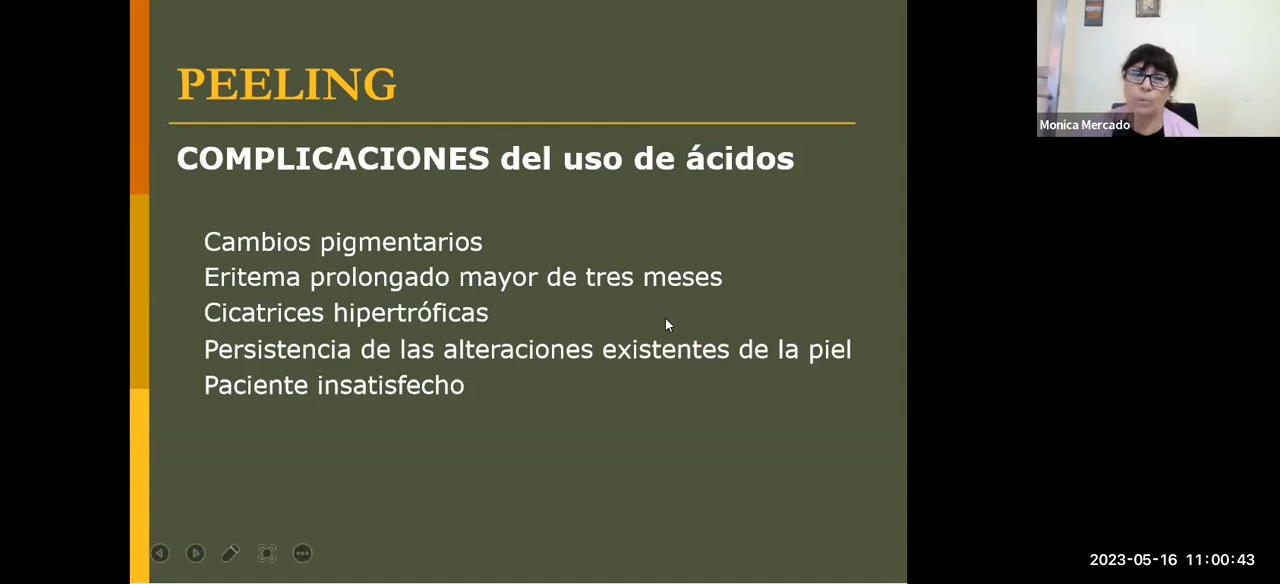 PEELING
COMPLICACIONES del uso de ácidos
Cambios pigmentarios
Eritema prolongado mayor de tres meses
Cicatrices hipertróficas
Persistencia de las alteraciones existentes de la piel
Paciente insatisfecho
Monica Mercado
2023-05-16 11:00:43